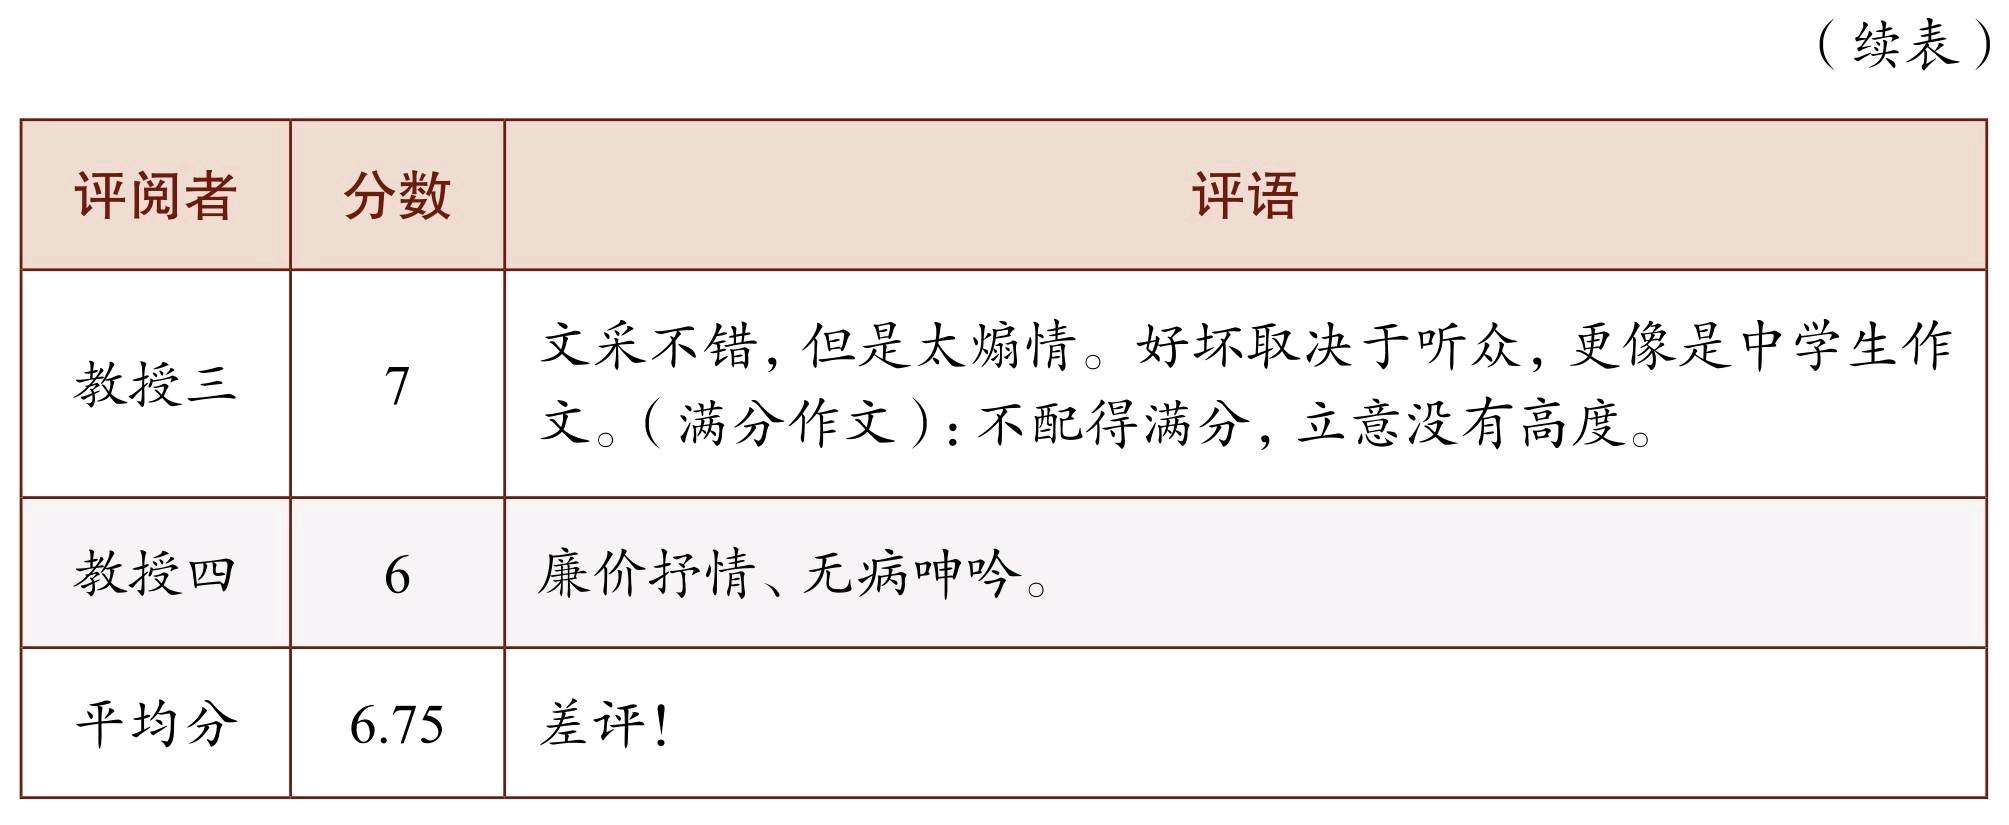 （续表）
评阅者 分数 评语
教授三 7 文采不错，但是太煽情。好坏取决于听众，更像是中学生作
文。（满分作文）：不配得满分，立意没有高度。
教授四 6 廉价抒情、无病呻吟。
平均分 6.75 差评！